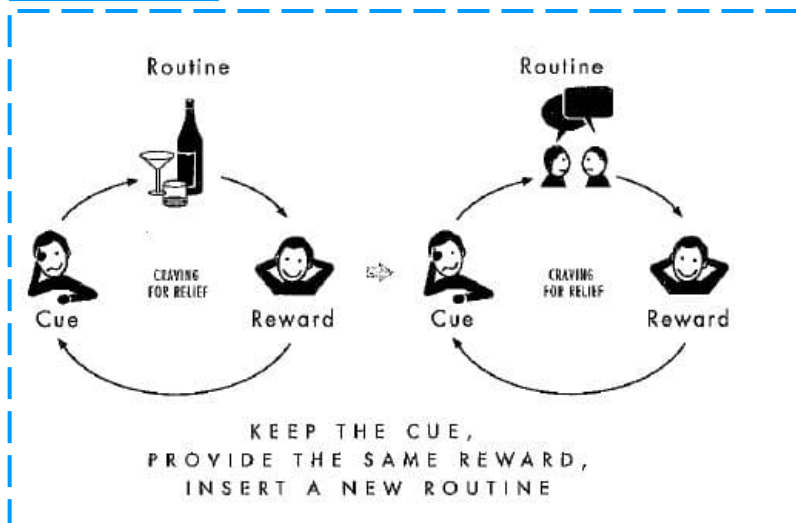 Routine
Routine
CRAVING
FOR RELIEF
Cue
Reward
CRAVING
FOR RELIEF
Cue
Reward
KEEP THE CUE,
PROVIDE THE SAME REWARD,
INSERT A NEW ROUTINE